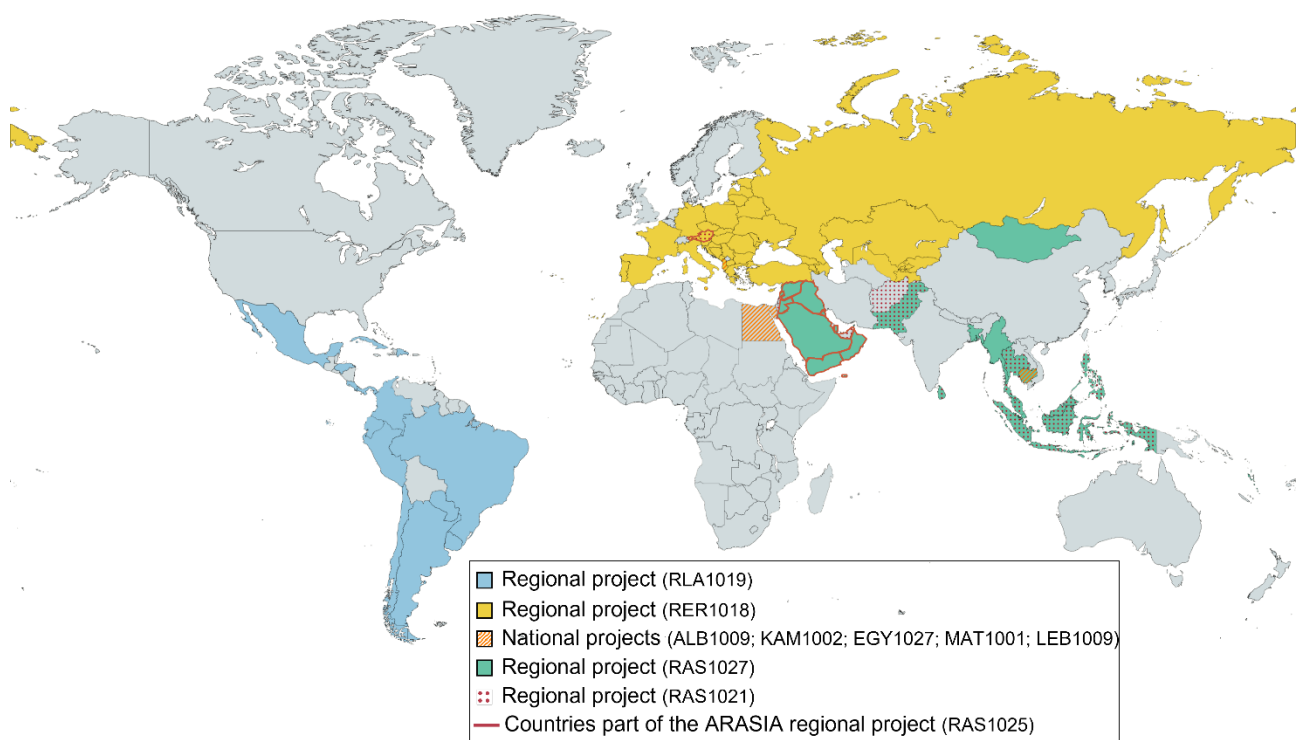 Regional project (RLA1019)
Regional project (RER1018)
National projects (ALB1009; KAM1002; EGY1027; MAT1001; LEB1009)
Regional project (RAS1027)
Regional project (RAS1021)
Countries part of the ARASIA regional project (RAS1025)